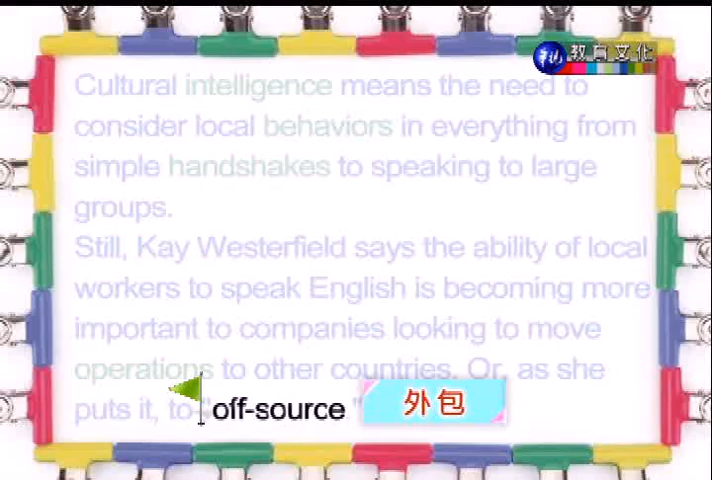 華視 教育文化
Cultural intelligence means the need to
consider local behaviors in everything from
simple handshakes to speaking to large
groups.
Still, Kay Westerfield says the ability of local
workers to speak English is becoming more
important to companies looking to move
operations to other countries. Or, as she
puts it, to "off-source " 外包